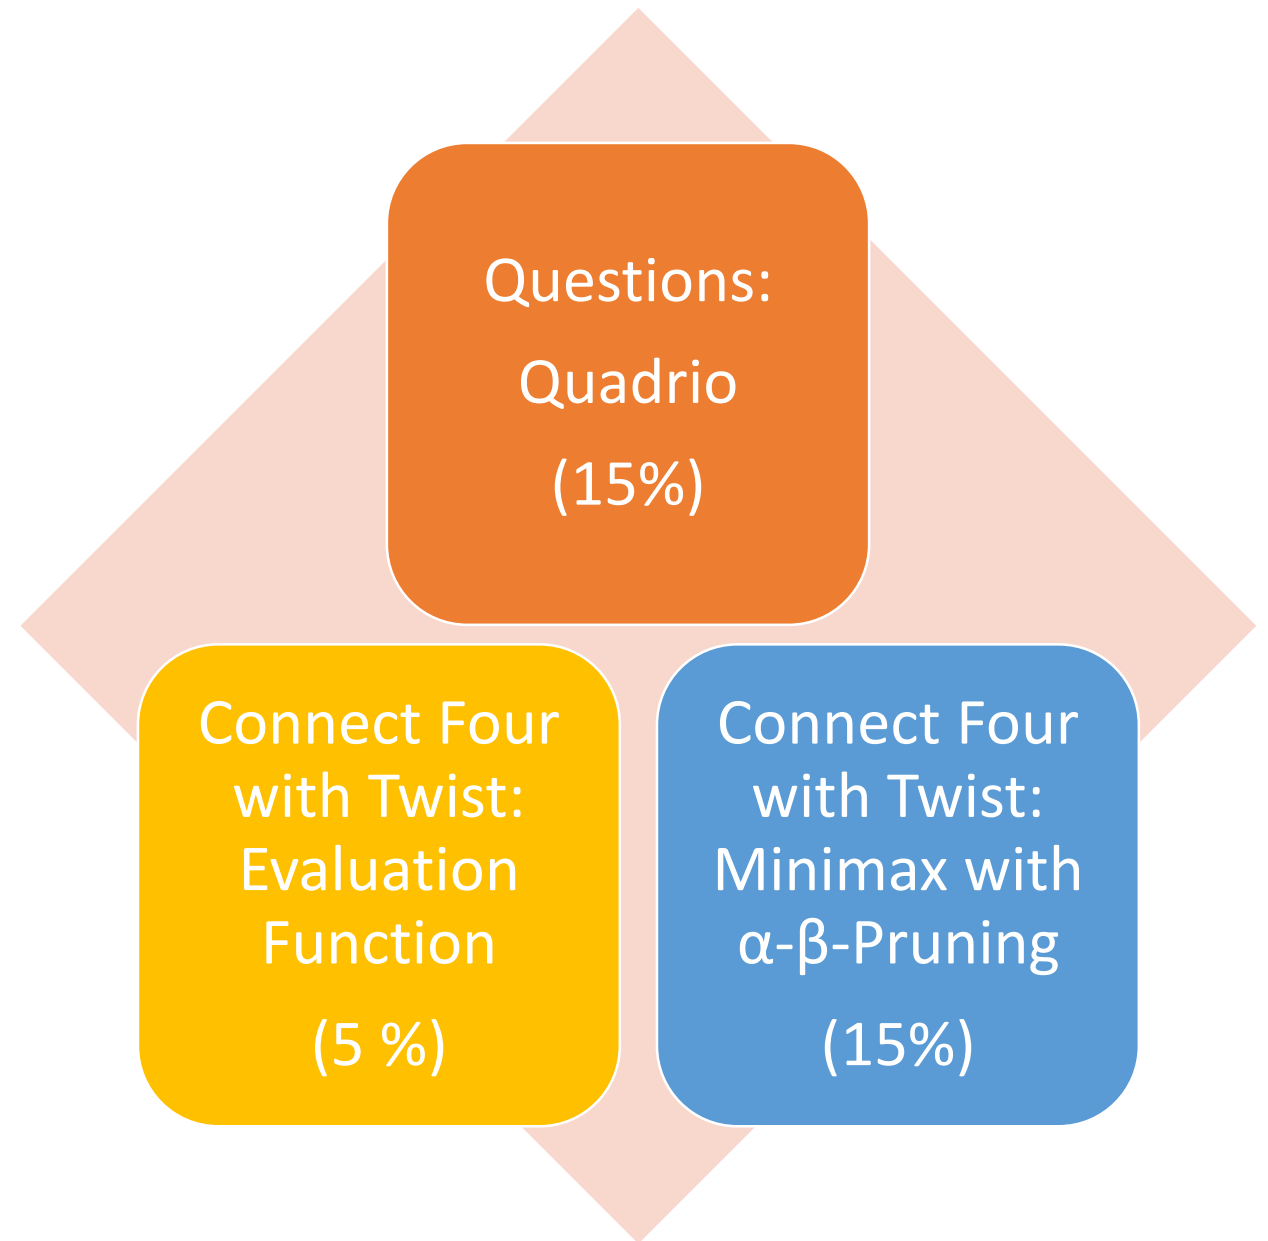 Questions:
Quadrio
(15%)
Connect Four
with Twist:
Evaluation
Function
(5 %)
Connect Four
with Twist:
Minimax with
α-β-Pruning
(15%)